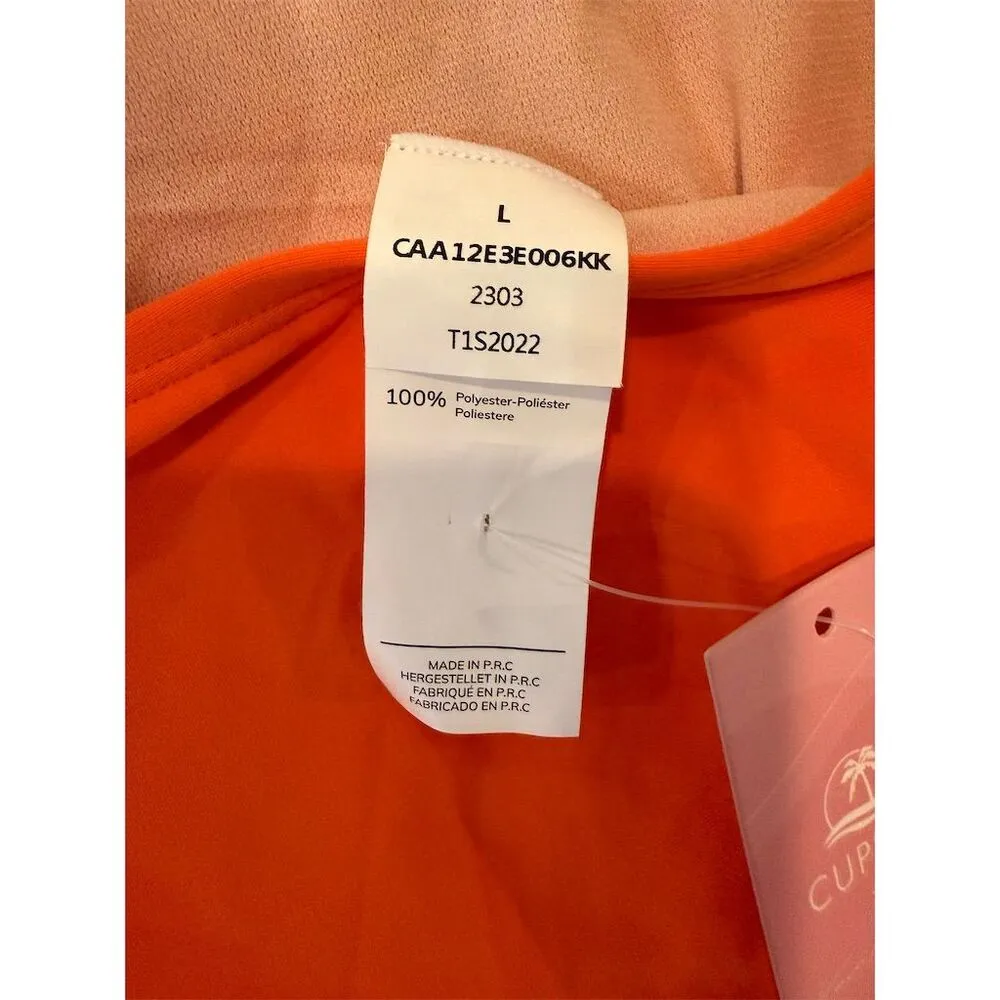 L
CAA12E3E006KK
2303
T1S2022
100% Polyester-Poliéster
Poliestere
MADE IN P.R.C
HERGESTELLET IN P.R.C
FABRIQUÉ EN P.R.C
FABRICADO EN P.R.C
CUP